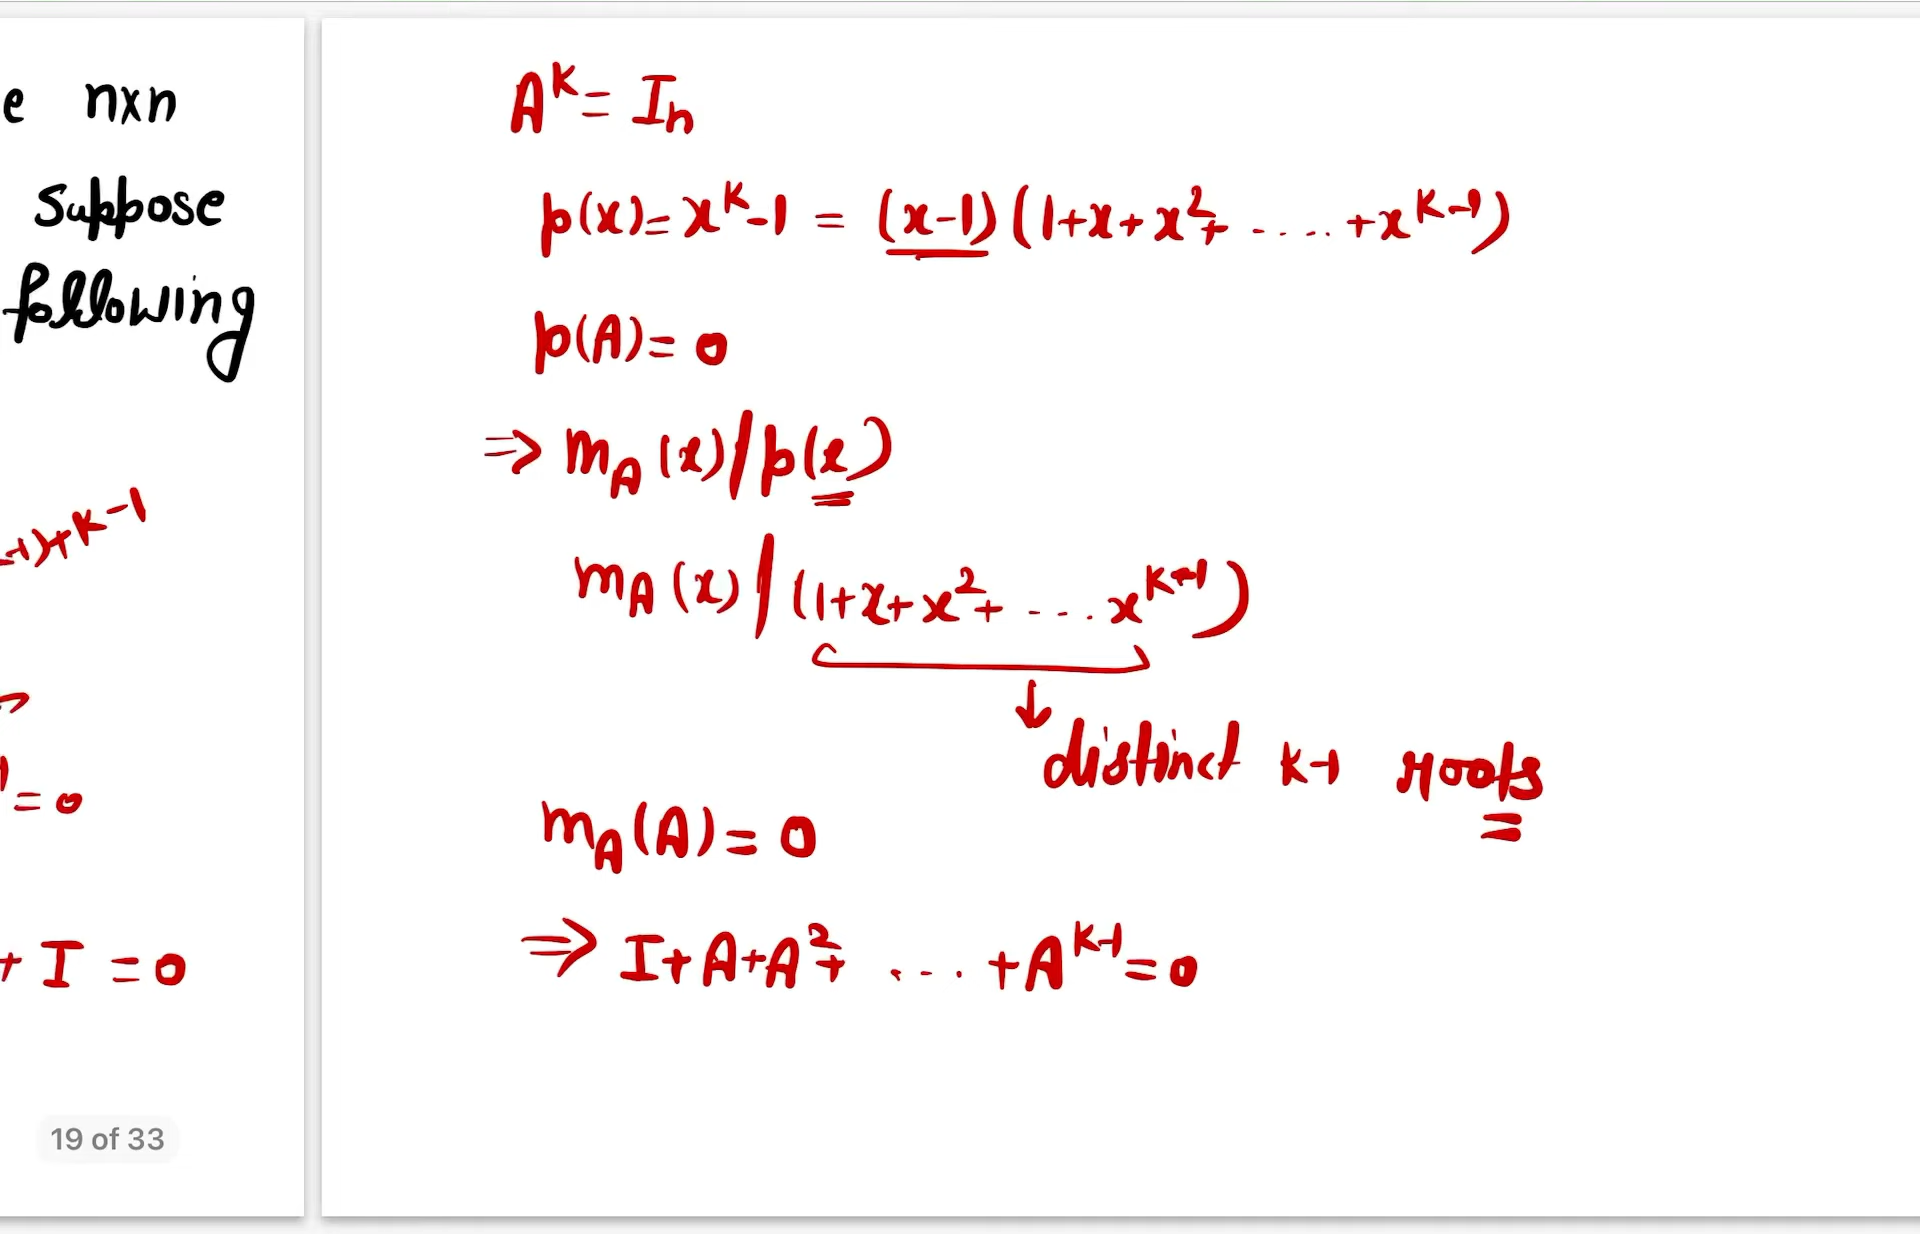 e nxn
suppose
following
-1)+k-1
= 0
+ I = 0
19 of 33
A^k = I_n
p(x) = x^k-1 = (x-1)(1+x+x^2+ ..... +x^{k-1})
p(A) = 0
⇒ m_A(x)/p(x)
m_A(x)/(1+x+x^2+ .... x^{k-1})
↓
distinct k-1 roots
m_A(A) = 0
⇒ I+A+A^2+ .... +A^{k-1} = 0